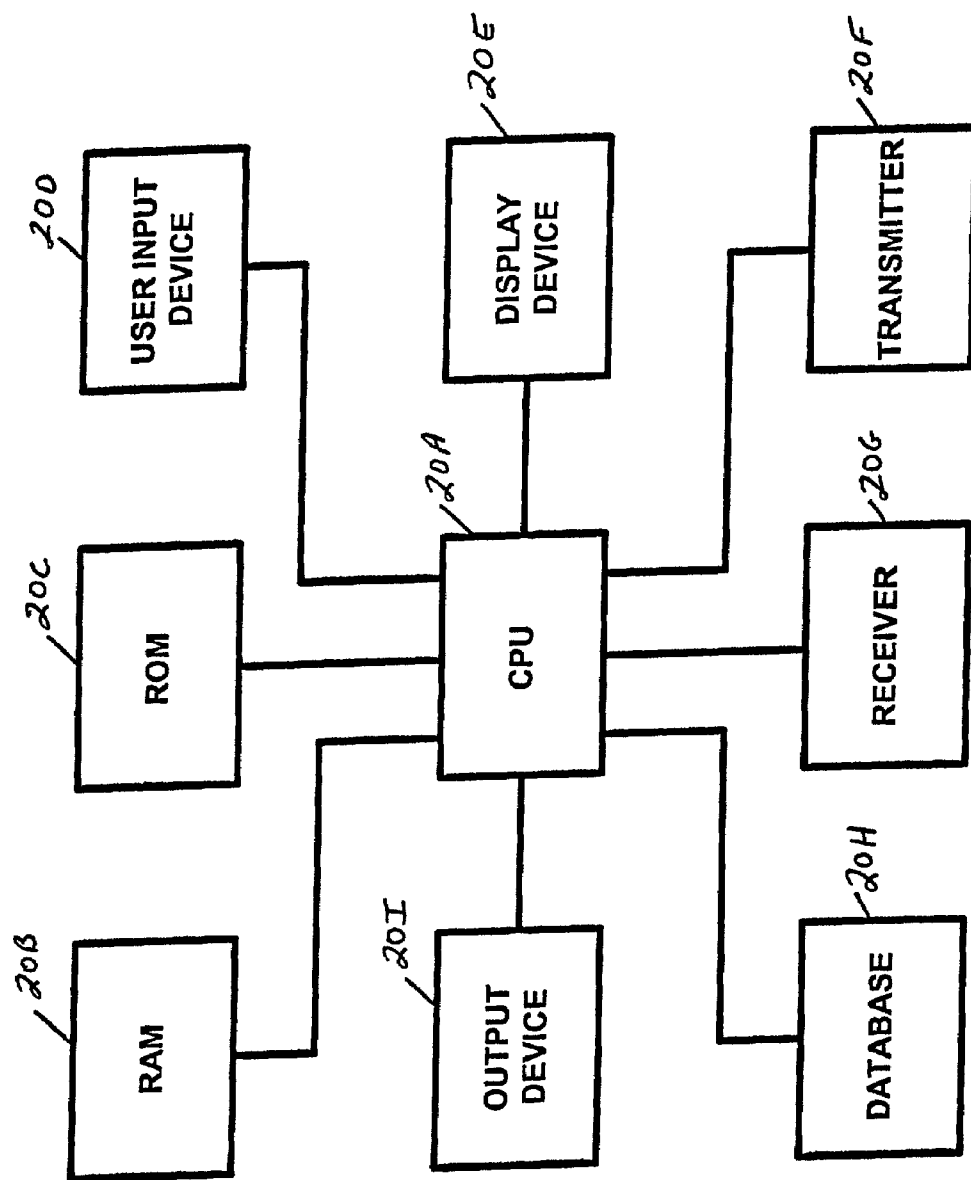 20B
RAM
20C
ROM
20D
USER INPUT
DEVICE
20I
OUTPUT
DEVICE
20A
CPU
20E
DISPLAY
DEVICE
20H
DATABASE
20G
RECEIVER
20F
TRANSMITTER